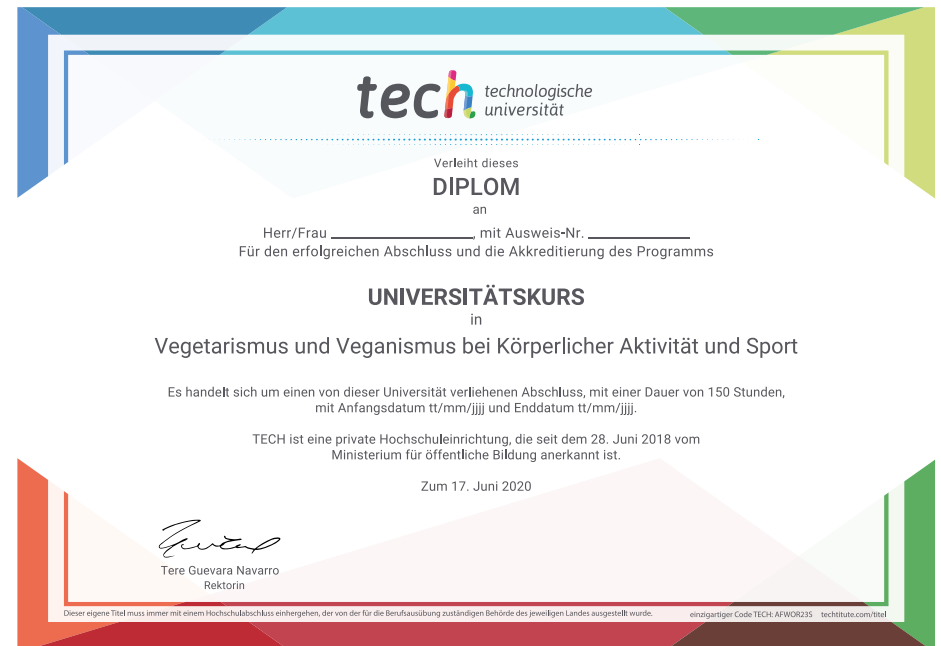 tech technologische
universität
Verleiht dieses
DIPLOM
an
Herr/Frau ____________, mit Ausweis-Nr. ____________
Für den erfolgreichen Abschluss und die Akkreditierung des Programms
UNIVERSITÄTSKURS
in
Vegetarismus und Veganismus bei Körperlicher Aktivität und Sport
Es handelt sich um einen von dieser Universität verliehenen Abschluss, mit einer Dauer von 150 Stunden,
mit Anfangsdatum tt/mm/jjjj und Enddatum tt/mm/jjjj.
TECH ist eine private Hochschuleinrichtung, die seit dem 28. Juni 2018 vom
Ministerium für öffentliche Bildung anerkannt ist.
Zum 17. Juni 2020
Tere Guevara Navarro
Rektorin
Dieser eigene Titel muss immer mit einem Hochschulabschluss einhergehen, der von der für die Berufsausübung zuständigen Behörde des jeweiligen Landes ausgestellt wurde. einzigartiger Code TECH: AFWOR23S techtitute.com/titel